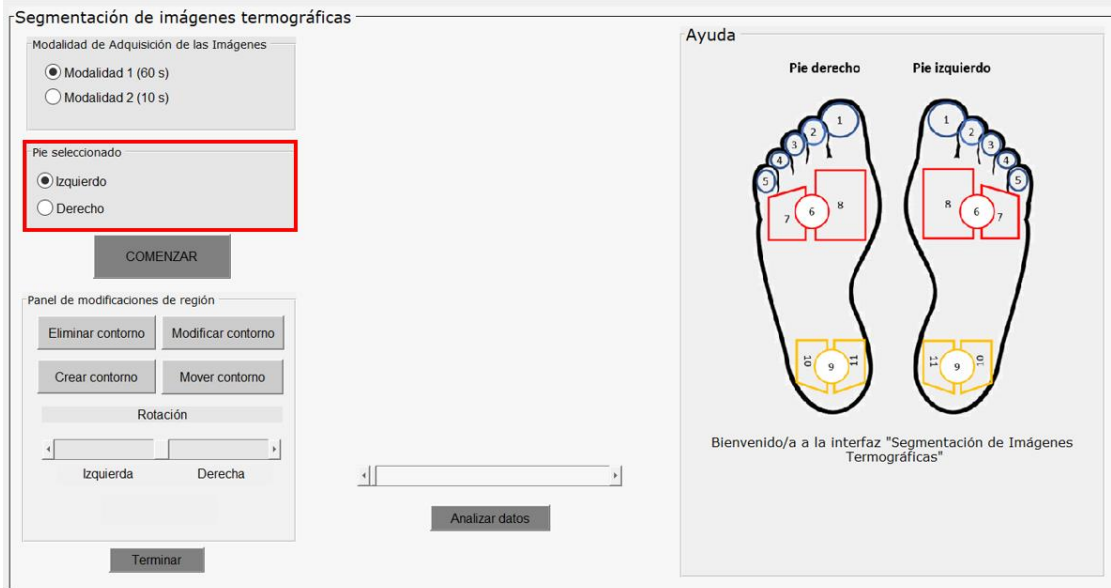 Segmentación de imágenes termográficas
Modalidad de Adquisición de las Imágenes
Modalidad 1 (60 s)
Modalidad 2 (10 s)
Pie seleccionado
Izquierdo
Derecho
COMENZAR
Panel de modificaciones de región
Eliminar contorno
Modificar contorno
Crear contorno
Mover contorno
Rotación
Izquierda
Derecha
Terminar
Analizar datos
Ayuda
Pie derecho
1
2
3
4
5
7
6
8
10
9
11
Pie izquierdo
1
2
3
4
5
8
6
7
11
9
10
Bienvenido/a a la interfaz "Segmentación de Imágenes
Termográficas"